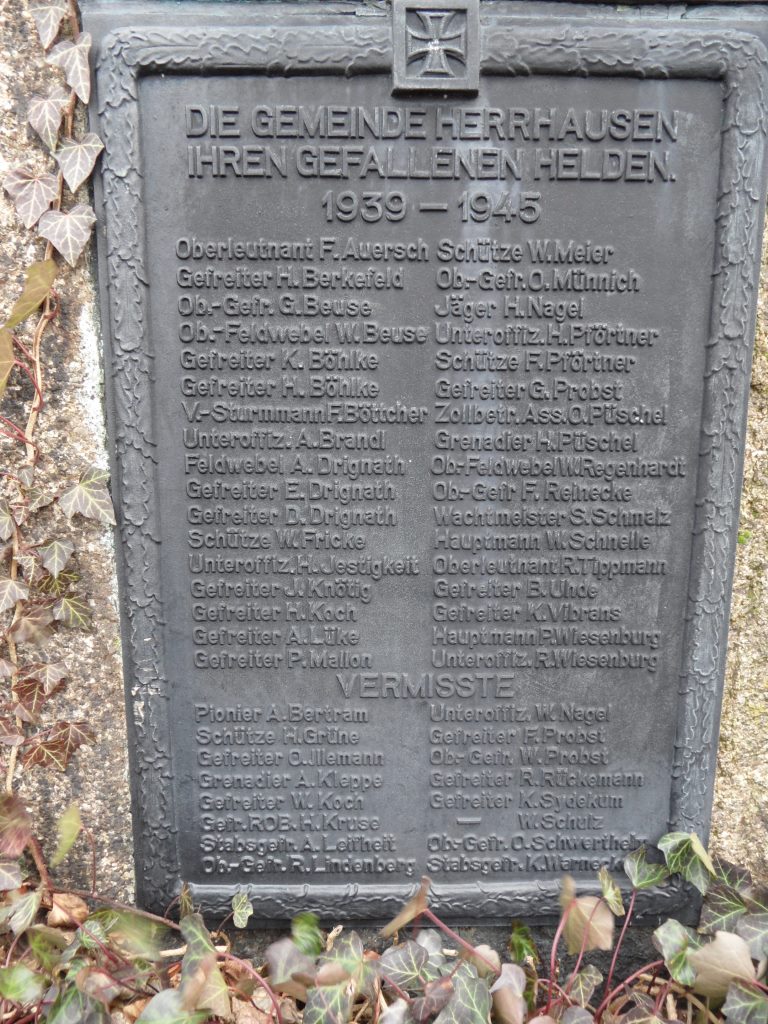 DIE GEMEINDE HERRHAUSEN
IHREN GEFALLENEN HELDEN.
1939 – 1945
Oberleutnant F. Auersch Schütze W. Meier
Gefreiter H. Berkefeld Ob.-Gefr. O. Münnich
Ob.-Gefr. G. Beuse Jäger H. Nagel
Ob.-Feldwebel W. Beuse Unteroffiz. H. Pförtner
Gefreiter K. Böhlke Schütze F. Pförtner
Gefreiter H. Böhlke Gefreiter G. Probst
V.-Sturmmann F. Böttcher Zollbetr. Ass. O. Püschel
Unteroffiz. A. Brandl Grenadier H. Püschel
Feldwebel A. Drignath Ob.-Feldwebel W. Regenhardt
Gefreiter E. Drignath Ob.-Gefr F. Reinecke
Gefreiter D. Drignath Wachtmeister S. Schmalz
Schütze W. Fricke Hauptmann W. Schnelle
Unteroffiz. H. Jestigkeit Oberleutnant R. Tippmann
Gefreiter J. Knötig Gefreiter B. Uhde
Gefreiter H. Koch Gefreiter K. Vibrans
Gefreiter A. Lüke Hauptmann P. Wiesenburg
Gefreiter P. Mallon Unteroffiz. R. Wiesenburg
VERMISSTE
Pionier A. Bertram Unteroffiz. W. Nagel
Schütze H. Grüne Gefreiter F. Probst
Gefreiter O. Jllemann Ob.-Gefr. W. Probst
Grenadier A. Kleppe Gefreiter R. Rückemann
Gefreiter W. Koch Gefreiter K. Sydekum
Gefr. ROB. H. Kruse — W. Schulz
Stabsgefr. A. Leifheit Ob.-Gefr. O.
Ob.-Gefr. R. Lindenberg Stabsgefr. K.